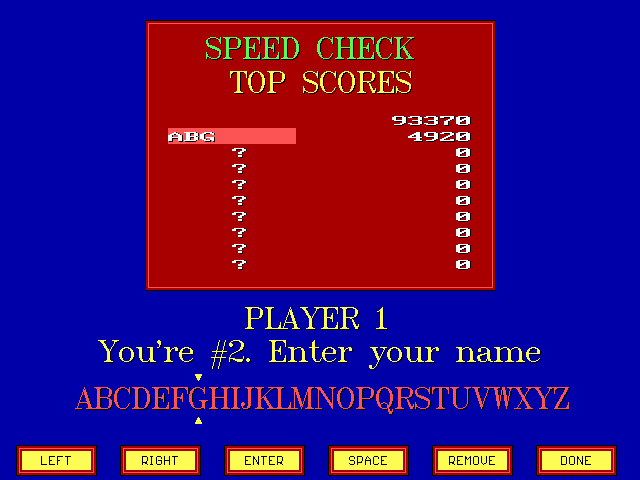 SPEED CHECK
TOP SCORES
93370
ABG 4920
? 0
? 0
? 0
? 0
? 0
? 0
? 0
? 0
PLAYER 1
You're #2. Enter your name
ABCDEFGHIJKLMNOPQRSTUVWXYZ
LEFT RIGHT ENTER SPACE REMOVE DONE